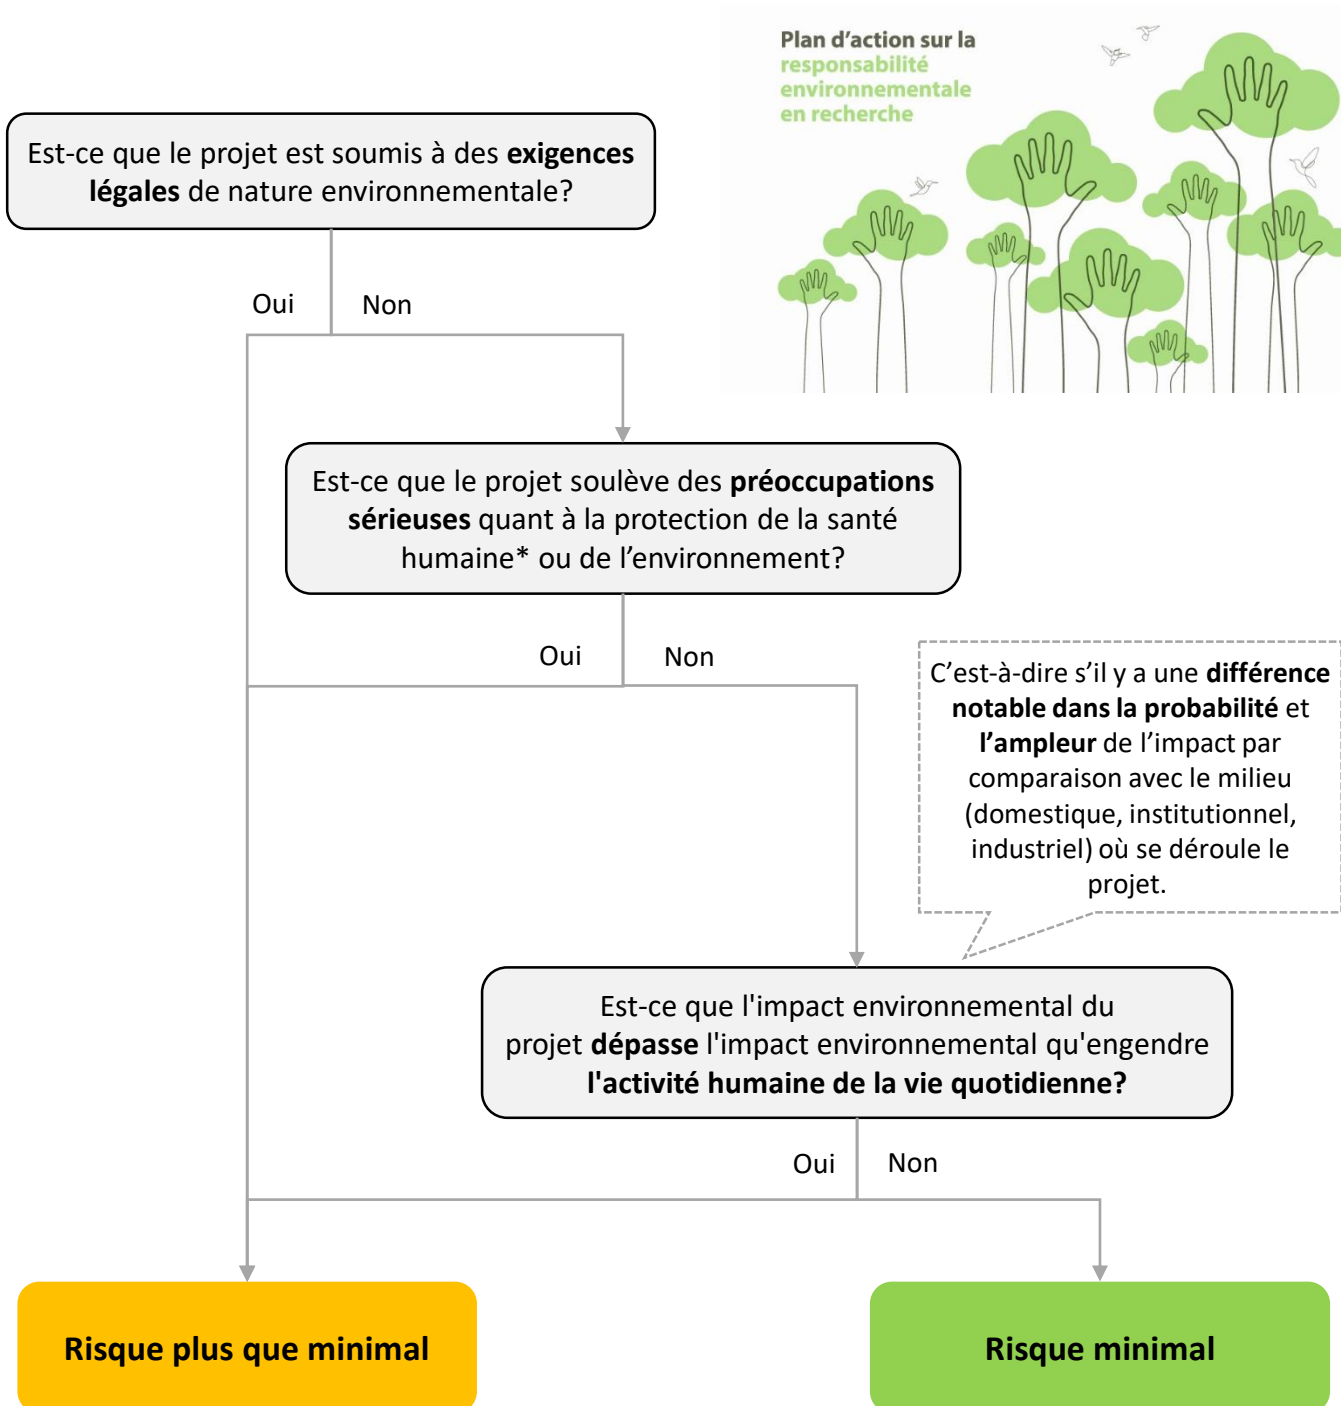 Plan d'action sur la
responsabilité
environnementale
en recherche
Est-ce que le projet est soumis à des exigences
légales de nature environnementale?
Oui
Non
Est-ce que le projet soulève des préoccupations
sérieuses quant à la protection de la santé
humaine* ou de l’environnement?
Oui
Non
C’est-à-dire s’il y a une différence
notable dans la probabilité et
l’ampleur de l’impact par
comparaison avec le milieu
(domestique, institutionnel,
industriel) où se déroule le
projet.
Est-ce que l'impact environnemental du
projet dépasse l'impact environnemental qu'engendre
l'activité humaine de la vie quotidienne?
Oui
Non
Risque plus que minimal
Risque minimal